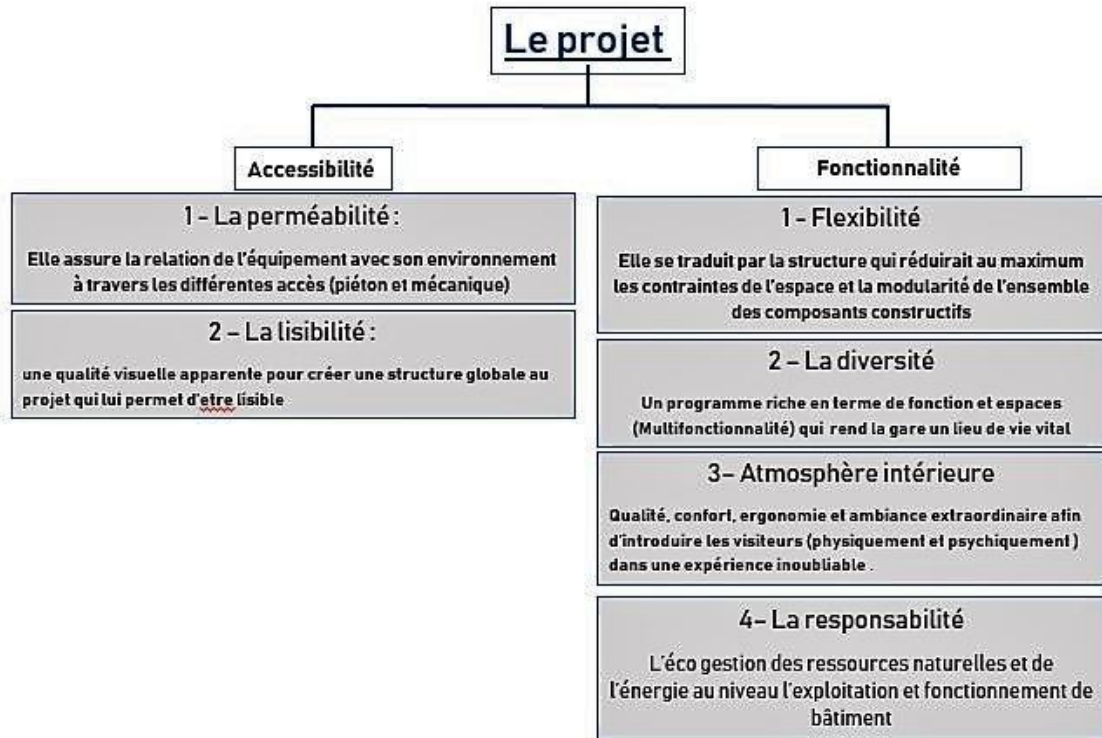 Le projet
Accessibilité
1 - La perméabilité :
Elle assure la relation de l'équipement avec son environnement
à travers les différentes accès (piéton et mécanique)
2 – La lisibilité :
une qualité visuelle apparente pour créer une structure globale au
projet qui lui permet d'etre lisible
Fonctionnalité
1 - Flexibilité
Elle se traduit par la structure qui réduirait au maximum
les contraintes de l'espace et la modularité de l'ensemble
des composants constructifs
2 – La diversité
Un programme riche en terme de fonction et espaces
(Multifonctionnalité) qui rend la gare un lieu de vie vital
3– Atmosphère intérieure
Qualité, confort, ergonomie et ambiance extraordinaire afin
d'introduire les visiteurs (physiquement et psychiquement )
dans une expérience inoubliable .
4– La responsabilité
L'éco gestion des ressources naturelles et de
l'énergie au niveau l'exploitation et fonctionnement de
bâtiment